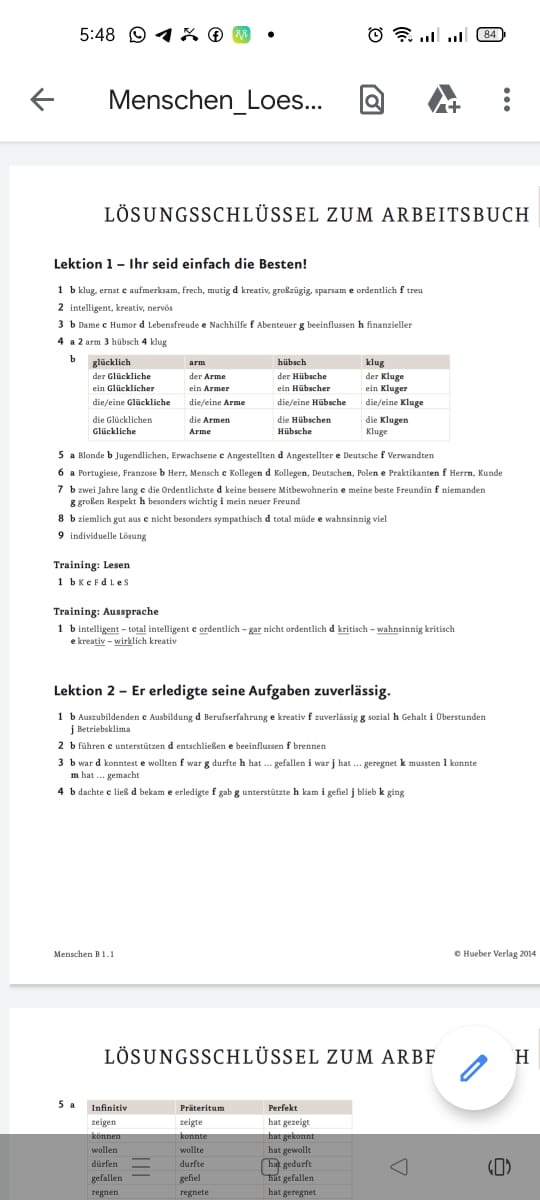 5:48
84
Menschen_Loes...
LÖSUNGSSCHLÜSSEL ZUM ARBEITSBUCH
Lektion 1 – Ihr seid einfach die Besten!
1 b klug, ernst c aufmerksam, frech, mutig d kreativ, großzügig, sparsam e ordentlich f treu
2 intelligent, kreativ, nervös
3 b Dame c Humor d Lebensfreude e Nachhilfe f Abenteuer g beeinflussen h finanzieller
4 a 2 arm 3 hübsch 4 klug
b glücklich arm hübsch klug
der Glückliche der Arme der Hübsche der Kluge
ein Glücklicher ein Armer ein Hübscher ein Kluger
die/eine Glückliche die/eine Arme die/eine Hübsche die/eine Kluge
die Glücklichen die Armen die Hübschen die Klugen
Glückliche Arme Hübsche Kluge
5 a Blonde b Jugendlichen, Erwachsene c Angestellten d Angestellter e Deutsche f Verwandten
6 a Portugiese, Franzose b Herr, Mensch c Kollegen d Kollegen, Deutschen, Polen e Praktikanten f Herrn, Kunde
7 b zwei Jahre lang c die Ordentlichste d keine bessere Mitbewohnerin e meine beste Freundin f niemanden
g großen Respekt h besonders wichtig i mein neuer Freund
8 b ziemlich gut aus c nicht besonders sympathisch d total müde e wahnsinnig viel
9 individuelle Lösung
Training: Lesen
1 b K c F d L e S
Training: Aussprache
1 b intelligent – total intelligent c ordentlich – gar nicht ordentlich d kritisch – wahnsinnig kritisch
e kreativ – wirklich kreativ
Lektion 2 – Er erledigte seine Aufgaben zuverlässig.
1 b Auszubildenden c Ausbildung d Berufserfahrung e kreativ f zuverlässig g sozial h Gehalt i Überstunden
j Betriebsklima
2 b führen c unterstützen d entschließen e beeinflussen f brennen
3 b war d konntest e wollten f war g durfte h hat ... gefallen i war j hat ... geregnet k mussten l konnte
m hat ... gemacht
4 b dachte c ließ d bekam e erledigte f gab g unterstützte h kam i gefiel j blieb k ging
Menschen B 1.1 © Hueber Verlag 2014
LÖSUNGSSCHLÜSSEL ZUM ARBE H
5 a Infinitiv Präteritum Perfekt
zeigen zeigte hat gezeigt
können konnte hat gekonnt
wollen wollte hat gewollt
dürfen durfte hat gedurft
gefallen gefiel hat gefallen
regnen regnete hat geregnet